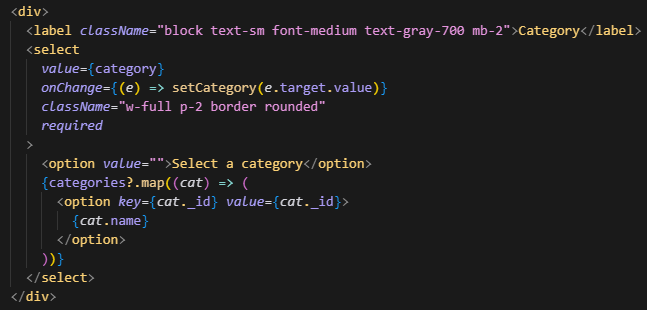 <div>
<label className="block text-sm font-medium text-gray-700 mb-2">Category</label>
<select
value={category}
onChange={(e) => setCategory(e.target.value)}
className="w-full p-2 border rounded"
required
>
<option value="">Select a category</option>
{categories?.map((cat) => (
<option key={cat._id} value={cat._id}>
{cat.name}
</option>
))}
</select>
</div>